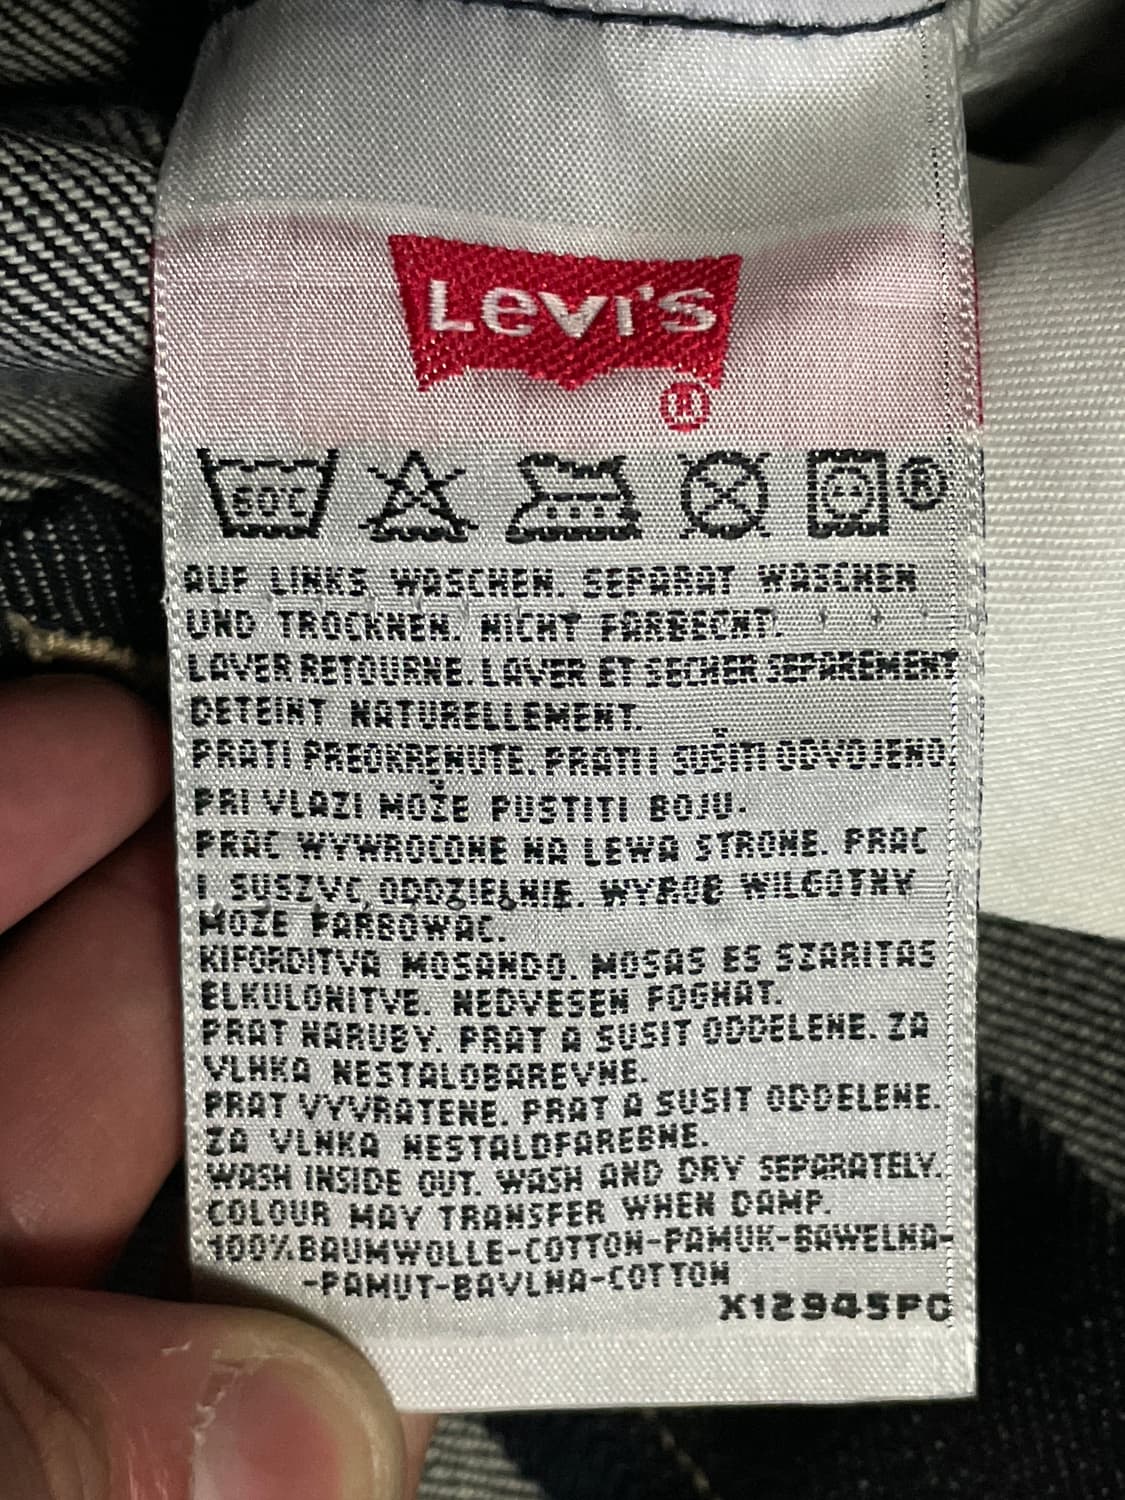 Levi's
®
60°C
®
AUF LINKS WASCHEN. SEPARAT WASCHEN
UND TROCKNEN. NICHT FARBECHT.
LAVER RETOURNE. LAVER ET SECHER SEPAREMENT
DETEINT NATURELLEMENT.
PRATI PREOKRENUTE. PRATI I SUŠITI ODVOJENO.
PRI VLAZI MOŽE PUSTITI BOJU.
PRAC WYWROCONE NA LEWA STRONE. PRAC
I SUSZYC ODDZIELNIE. WYROB WILGOTNY
MOZE FARBOWAC.
KIFORDITVA MOSANDO. MOSAS ES SZARITAS
ELKULONITVE. NEDVESEN FOGHAT.
PRAT NARUBY. PRAT A SUSIT ODDELENE. ZA
VLHKA NESTALOBAREVNE.
PRAT VYVRATENE. PRAT A SUSIT ODDELENE.
ZA VLHKA NESTALOFAREBNE.
WASH INSIDE OUT. WASH AND DRY SEPARATELY.
COLOUR MAY TRANSFER WHEN DAMP.
100%BAUMWOLLE-COTTON-PAMUK-BAWELNA-
-PAMUT-BAVLNA-COTTON
X12945PC